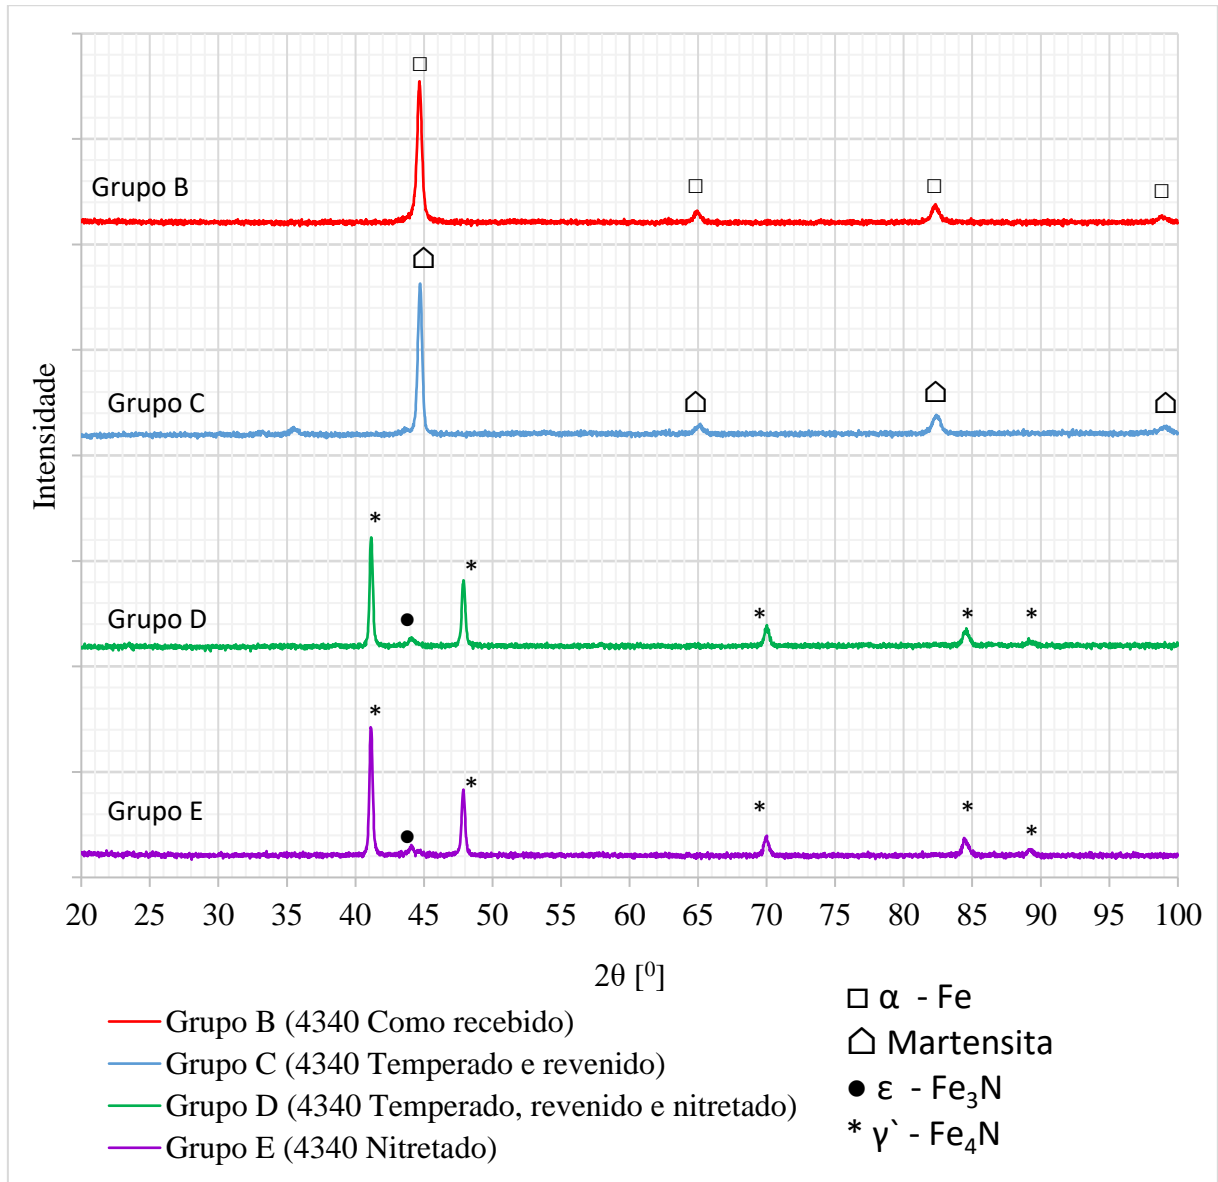 Grupo B
Grupo C
Grupo D
Grupo E
Intensidade
□
□
□
□
*
*
*
*
*
●
*
*
*
*
*
●
20 25 30 35 40 45 50 55 60 65 70 75 80 85 90 95 100
2θ [⁰]
Grupo B (4340 Como recebido)
Grupo C (4340 Temperado e revenido)
Grupo D (4340 Temperado, revenido e nitretado)
Grupo E (4340 Nitretado)
□ α - Fe
⌂ Martensita
● ε - Fe₃N
* γ` - Fe₄N